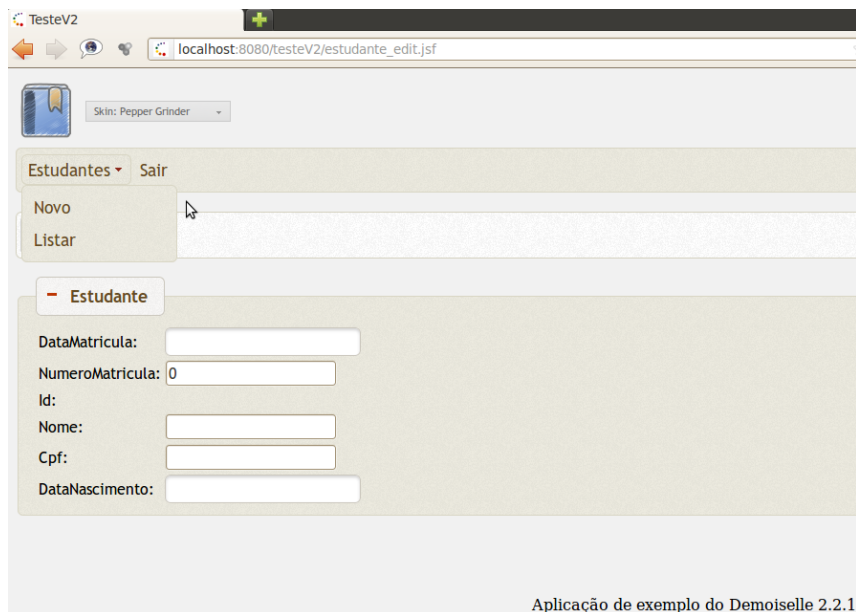 TesteV2
localhost:8080/testeV2/estudante_edit.jsf
Skin: Pepper Grinder
Estudantes Sair
Novo
Listar
Estudante
DataMatricula:
NumeroMatricula: 0
Id:
Nome:
Cpf:
DataNascimento:
Aplicação de exemplo do Demoiselle 2.2.1